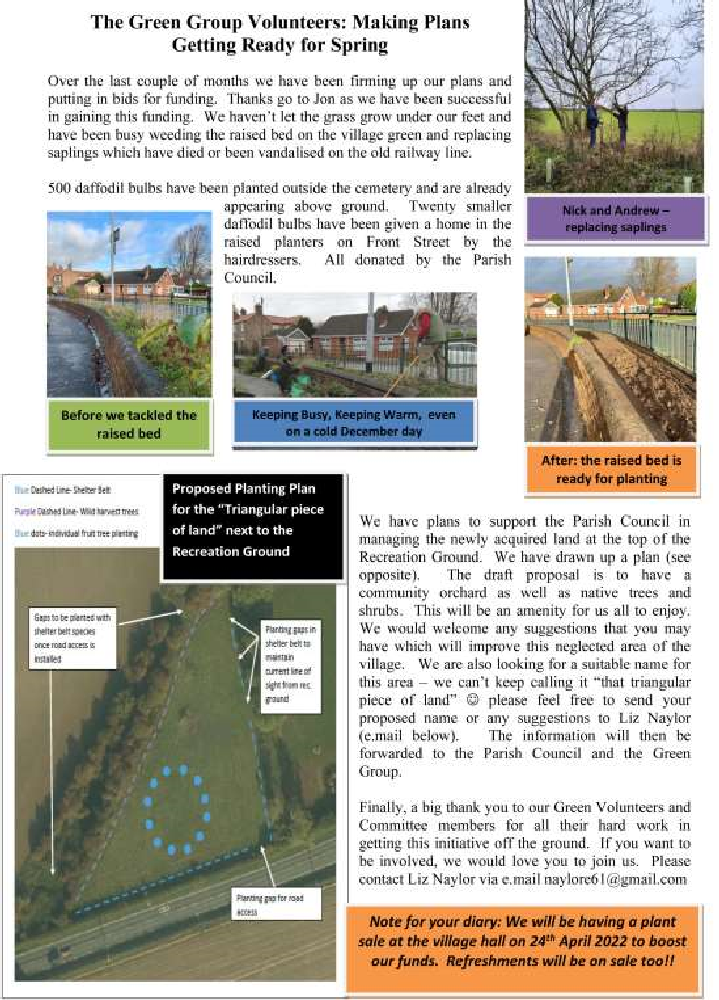 The Green Group Volunteers: Making Plans
Getting Ready for Spring
Over the last couple of months we have been firming up our plans and
putting in bids for funding. Thanks go to Jon as we have been successful
in gaining this funding. We haven't let the grass grow under our feet and
have been busy weeding the raised bed on the village green and replacing
saplings which have died or been vandalised on the old railway line.
500 daffodil bulbs have been planted outside the cemetery and are already
appearing above ground. Twenty smaller
daffodil bulbs have been given a home in the
raised planters on Front Street by the
hairdressers. All donated by the Parish
Council.
Nick and Andrew –
replacing saplings
Before we tackled the
raised bed
Keeping Busy, Keeping Warm, even
on a cold December day
After: the raised bed is
ready for planting
Blue Dashed Line- Shelter Belt
Purple Dashed Line- Wild harvest trees
Blue dots- individual fruit tree planting
Proposed Planting Plan
for the "Triangular piece
of land" next to the
Recreation Ground
Gaps to be planted with
shelter belt species
once road access is
installed
Planting gaps in
shelter belt to
maintain
current line of
sight from rec.
ground
Planting gap for road
access
We have plans to support the Parish Council in
managing the newly acquired land at the top of the
Recreation Ground. We have drawn up a plan (see
opposite). The draft proposal is to have a
community orchard as well as native trees and
shrubs. This will be an amenity for us all to enjoy.
We would welcome any suggestions that you may
have which will improve this neglected area of the
village. We are also looking for a suitable name for
this area – we can't keep calling it "that triangular
piece of land" ☺ please feel free to send your
proposed name or any suggestions to Liz Naylor
(e.mail below). The information will then be
forwarded to the Parish Council and the Green
Group.
Finally, a big thank you to our Green Volunteers and
Committee members for all their hard work in
getting this initiative off the ground. If you want to
be involved, we would love you to join us. Please
contact Liz Naylor via e.mail naylore61@gmail.com
Note for your diary: We will be having a plant
sale at the village hall on 24th April 2022 to boost
our funds. Refreshments will be on sale too!!